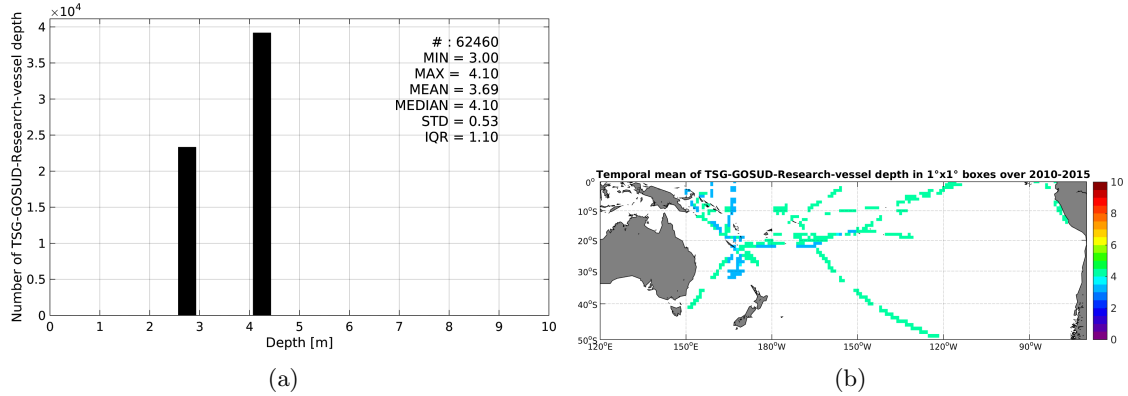 ×10⁴
Number of TSG-GOSUD-Research-vessel depth
4
3.5
3
2.5
2
1.5
1
0.5
0
# : 62460
MIN = 3.00
MAX = 4.10
MEAN = 3.69
MEDIAN = 4.10
STD = 0.53
IQR = 1.10
0 1 2 3 4 5 6 7 8 9 10
Depth [m]
(a)
Temporal mean of TSG-GOSUD-Research-vessel depth in 1°x1° boxes over 2010-2015
0°
10°S
20°S
30°S
40°S
50°S
120°E 150°E 180°W 150°W 120°W 90°W
10
8
6
4
2
0
(b)